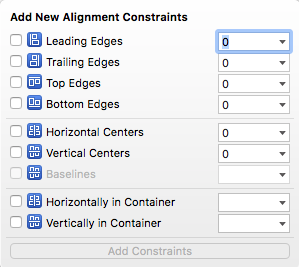 Add New Alignment Constraints
Leading Edges 0
Trailing Edges 0
Top Edges 0
Bottom Edges 0
Horizontal Centers 0
Vertical Centers 0
Baselines
Horizontally in Container
Vertically in Container
Add Constraints